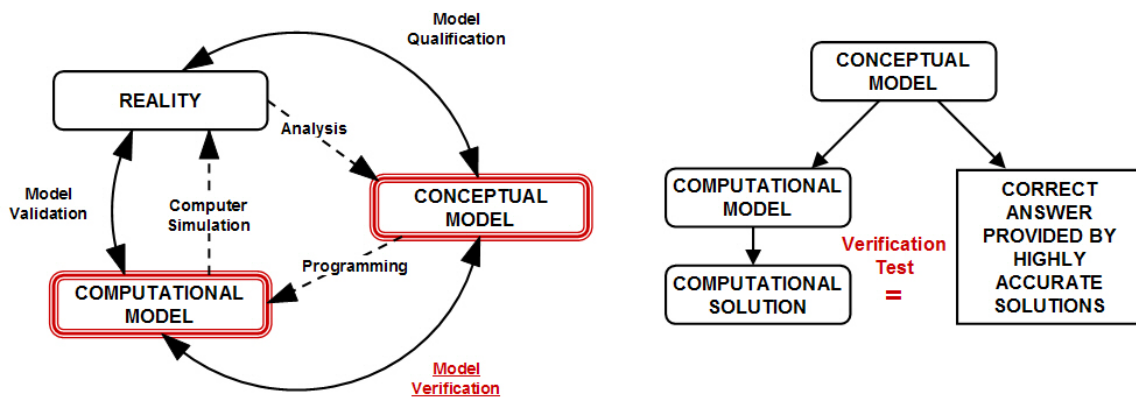 Model
Qualification
REALITY
Analysis
Model
Validation
Computer
Simulation
CONCEPTUAL
MODEL
Programming
COMPUTATIONAL
MODEL
Model
Verification
CONCEPTUAL
MODEL
COMPUTATIONAL
MODEL
COMPUTATIONAL
SOLUTION
Verification
Test
=
CORRECT
ANSWER
PROVIDED BY
HIGHLY
ACCURATE
SOLUTIONS